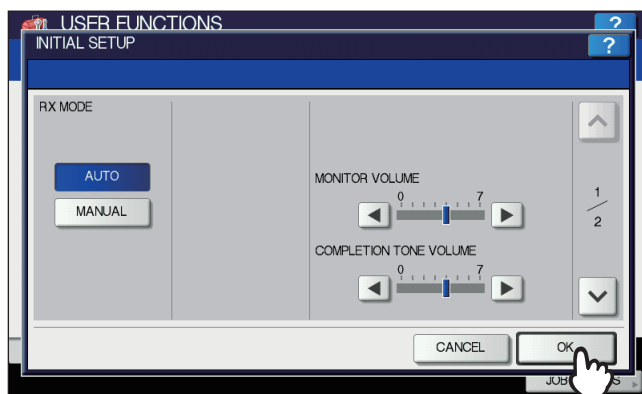 USER FUNCTIONS
?
INITIAL SETUP
?
RX MODE
AUTO
MANUAL
MONITOR VOLUME
0 7
COMPLETION TONE VOLUME
0 7
1
2
CANCEL
OK